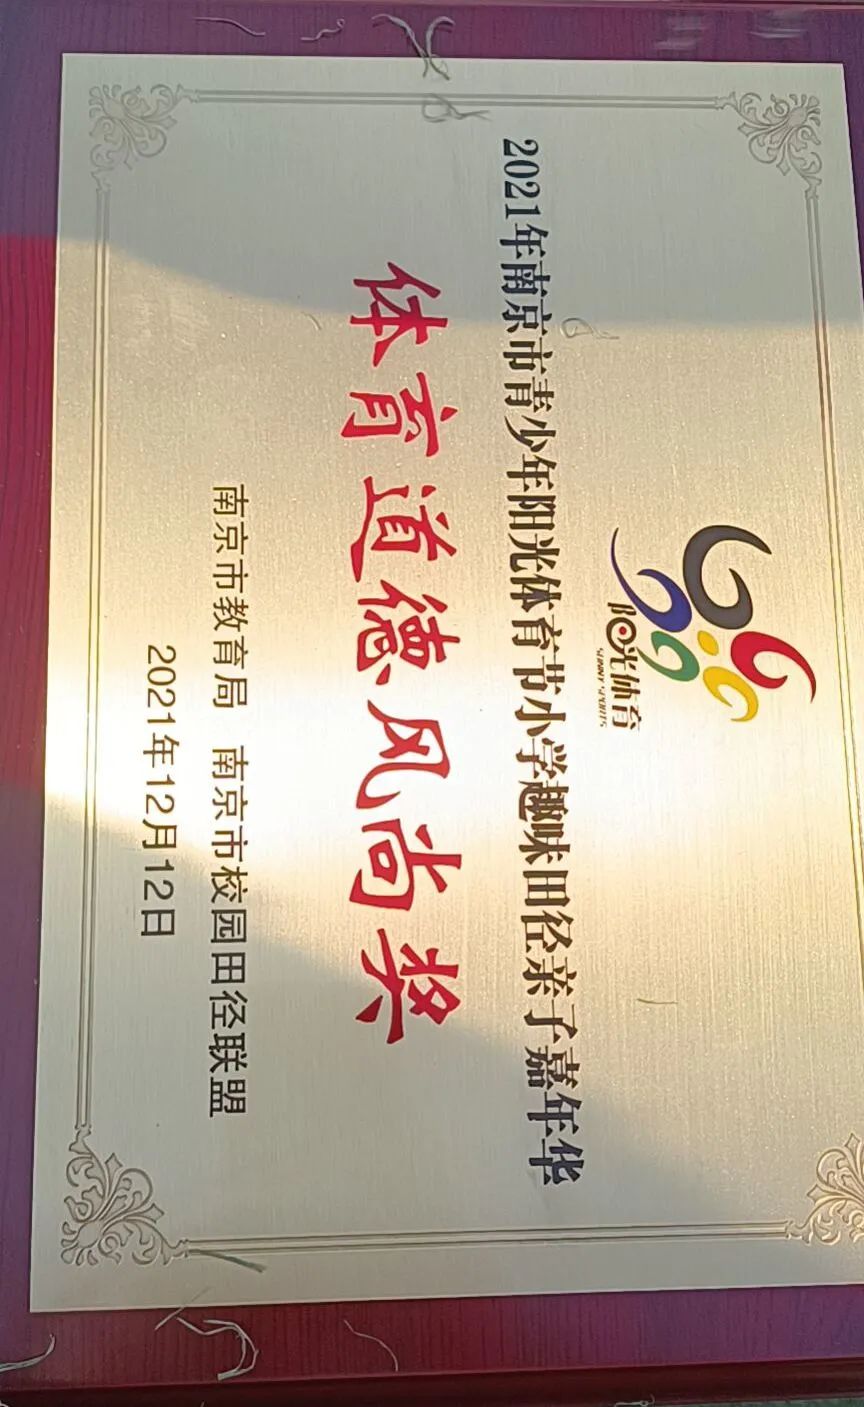 阳光体育
SUNNY SPORTS
2021年南京市青少年阳光体育节小学趣味田径亲子嘉年华
体育道德风尚奖
南京市教育局 南京市校园田径联盟
2021年12月12日